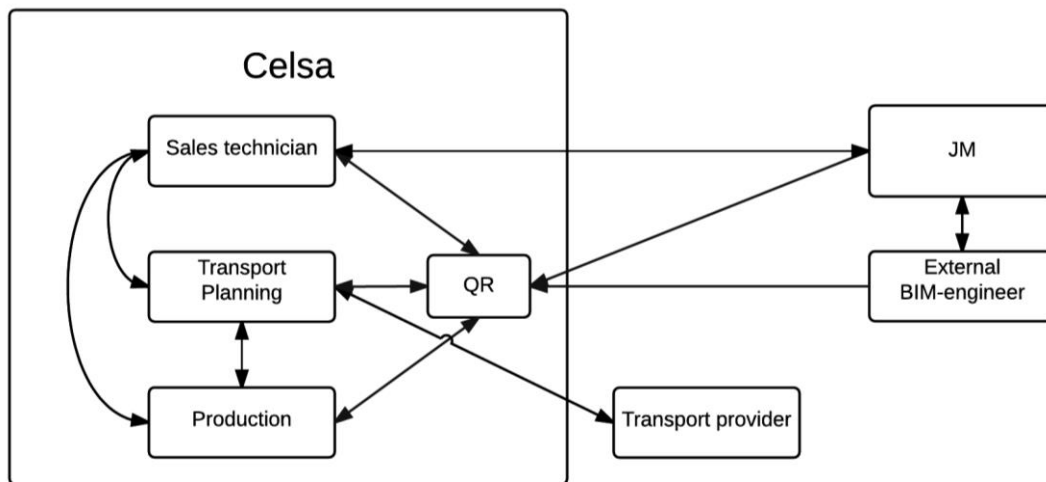 Celsa
Sales technician
JM
Transport
Planning
QR
External
BIM-engineer
Production
Transport provider